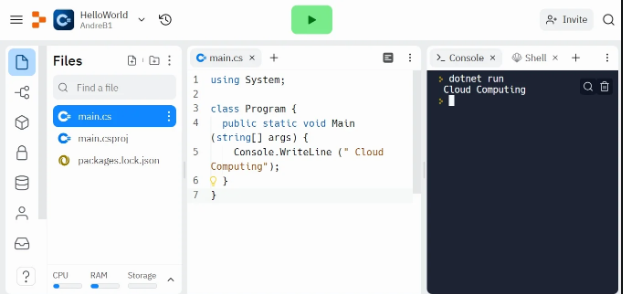 HelloWorld
AndreB1
Invite
Files
Find a file
main.cs
main.csproj
packages.lock.json
CPU
RAM
Storage
main.cs
1 using System;
2
3 class Program {
4 public static void Main
(string[] args) {
5 Console.WriteLine (" Cloud
Computing");
6 }
7 }
Console
Shell
> dotnet run
Cloud Computing
>